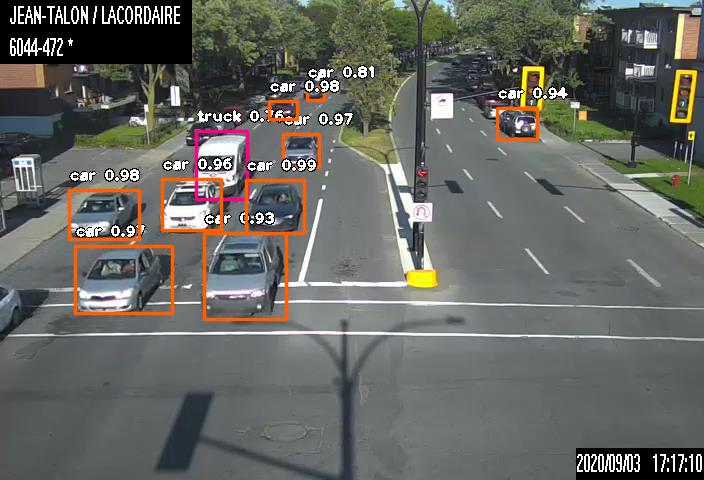 JEAN-TALON / LACORDAIRE
6044-472 *
car 0.81
car 0.98
car 0.94
truck 0.76
car 0.97
car 0.96
car 0.99
car 0.98
car 0.93
car 0.97
2020/09/03 17:17:10